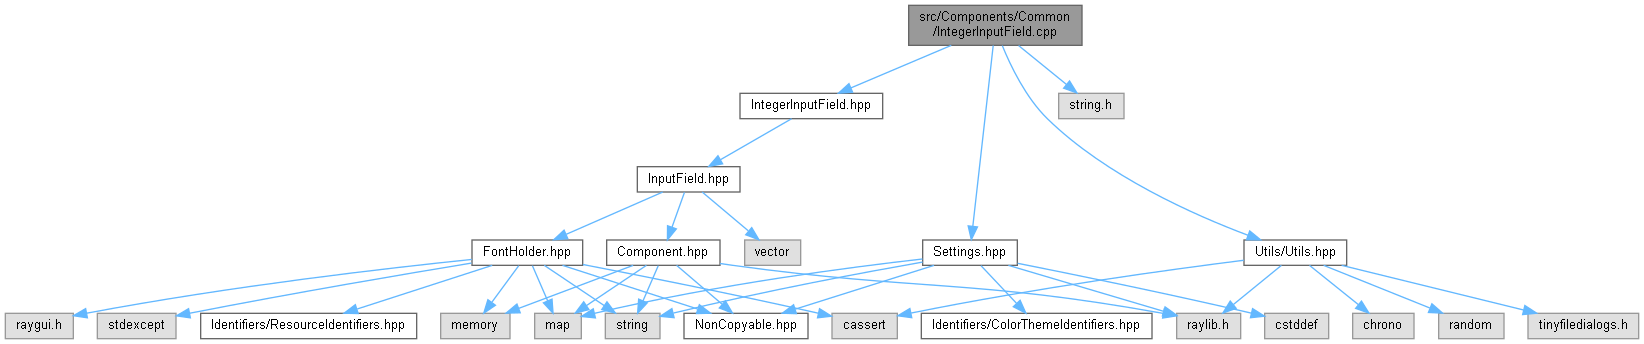 src/Components/Common
/IntegerInputField.cpp
IntegerInputField.hpp
string.h
InputField.hpp
FontHolder.hpp
Component.hpp
vector
Settings.hpp
Utils/Utils.hpp
raygui.h
stdexcept
Identifiers/ResourceIdentifiers.hpp
memory
map
string
NonCopyable.hpp
cassert
Identifiers/ColorThemeIdentifiers.hpp
raylib.h
cstddef
chrono
random
tinyfiledialogs.h